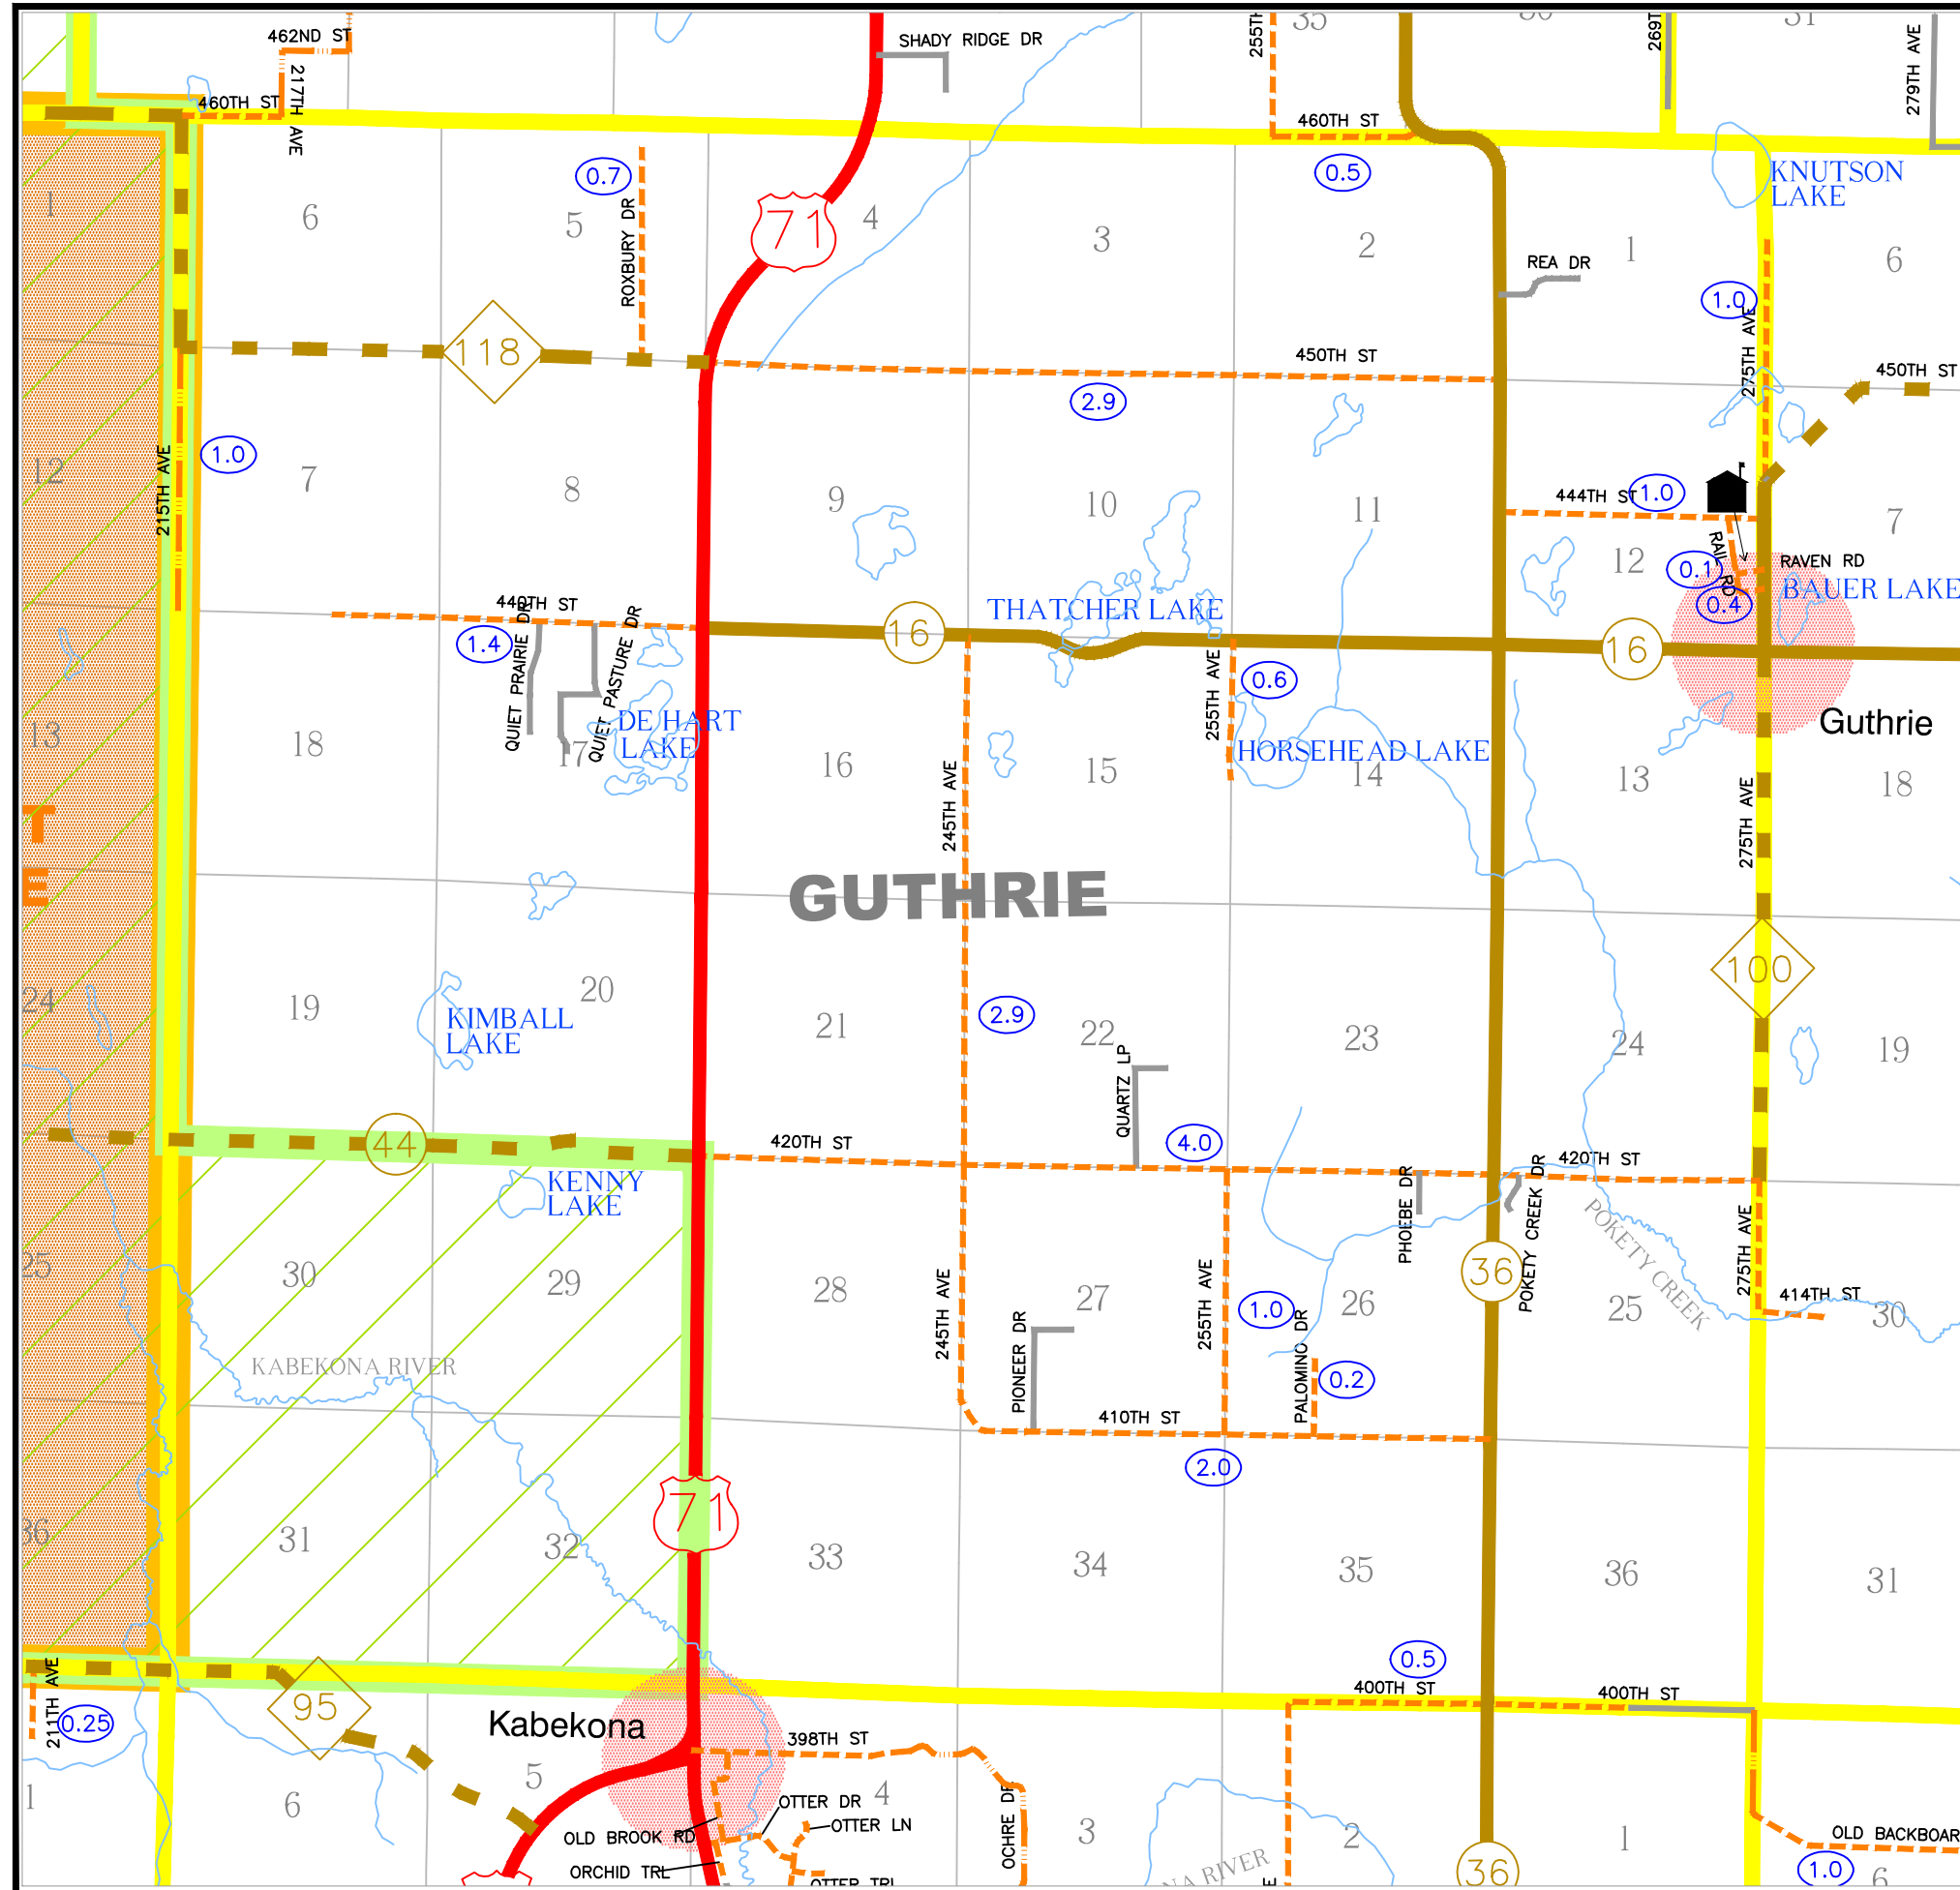 462ND ST
SHADY RIDGE DR
255TH
35
31
279TH AVE
217TH AVE
460TH ST
460TH ST
0.5
0.7
ROXBURY DR
71
KNUTSON
LAKE
1
6
5
4
3
2
1
6
REA DR
1.0
275TH AVE
118
450TH ST
450TH ST
2.9
215TH AVE
1.0
12
7
8
9
10
11
444TH ST
1.0
7
12
RAVEN RD
RAIL RD
0.1
BAUER LAKE
0.4
440TH ST
1.4
QUIET PRAIRIE DR
QUIET PASTURE DR
16
THATCHER LAKE
16
255TH AVE
0.6
Guthrie
DE HART
LAKE
HORSEHEAD LAKE
13
18
17
16
15
14
13
18
245TH AVE
275TH AVE
T
E
GUTHRIE
100
24
19
20
21
22
23
24
19
KIMBALL
LAKE
2.9
QUARTZ LP
44
420TH ST
4.0
420TH ST
KENNY
LAKE
PHOEBE DR
POKETY CREEK DR
POKETY CREEK
275TH AVE
25
30
29
28
27
26
25
30
36
414TH ST
245TH AVE
255TH AVE
1.0
PIONEER DR
PALOMINO DR
0.2
KABEKONA RIVER
410TH ST
2.0
71
36
31
32
33
34
35
36
31
0.5
400TH ST
400TH ST
211TH AVE
0.25
95
Kabekona
398TH ST
1
6
5
4
3
2
1
6
OTTER DR
OTTER LN
OLD BROOK RD
ORCHID TRL
OTTER TRL
OCHRE DR
NA RIVER
36
OLD BACKBOAR
1.0